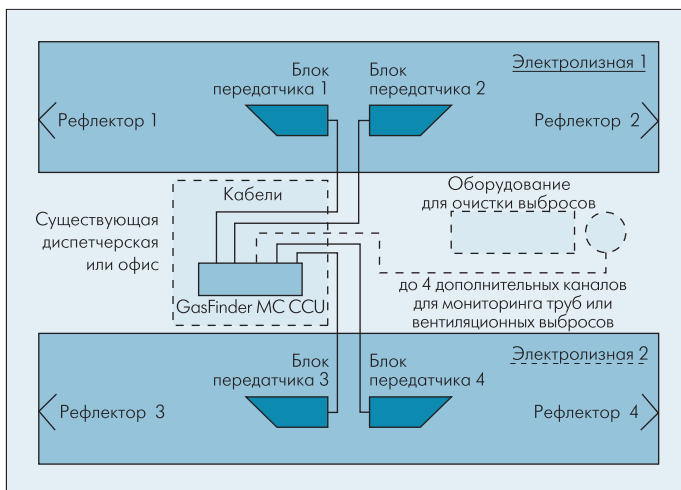 Электролизная 1
Блок
передатчика 1
Блок
передатчика 2
Рефлектор 1
Рефлектор 2
Кабели
Оборудование
для очистки выбросов
Существующая
диспетчерская
или офис
GasFinder MC CCU
до 4 дополнительных каналов
для мониторинга труб или
вентиляционных выбросов
Электролизная 2
Блок
передатчика 3
Блок
передатчика 4
Рефлектор 3
Рефлектор 4